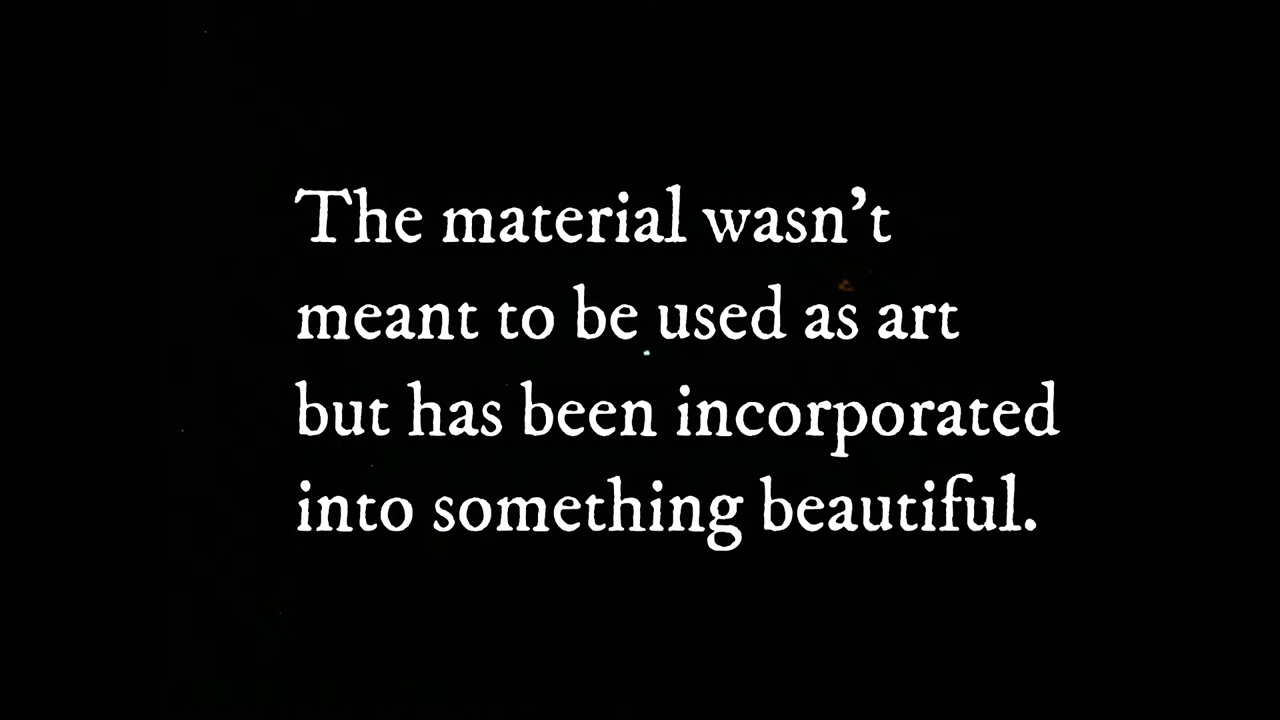 The material wasn’t
meant to be used as art
but has been incorporated
into something beautiful.